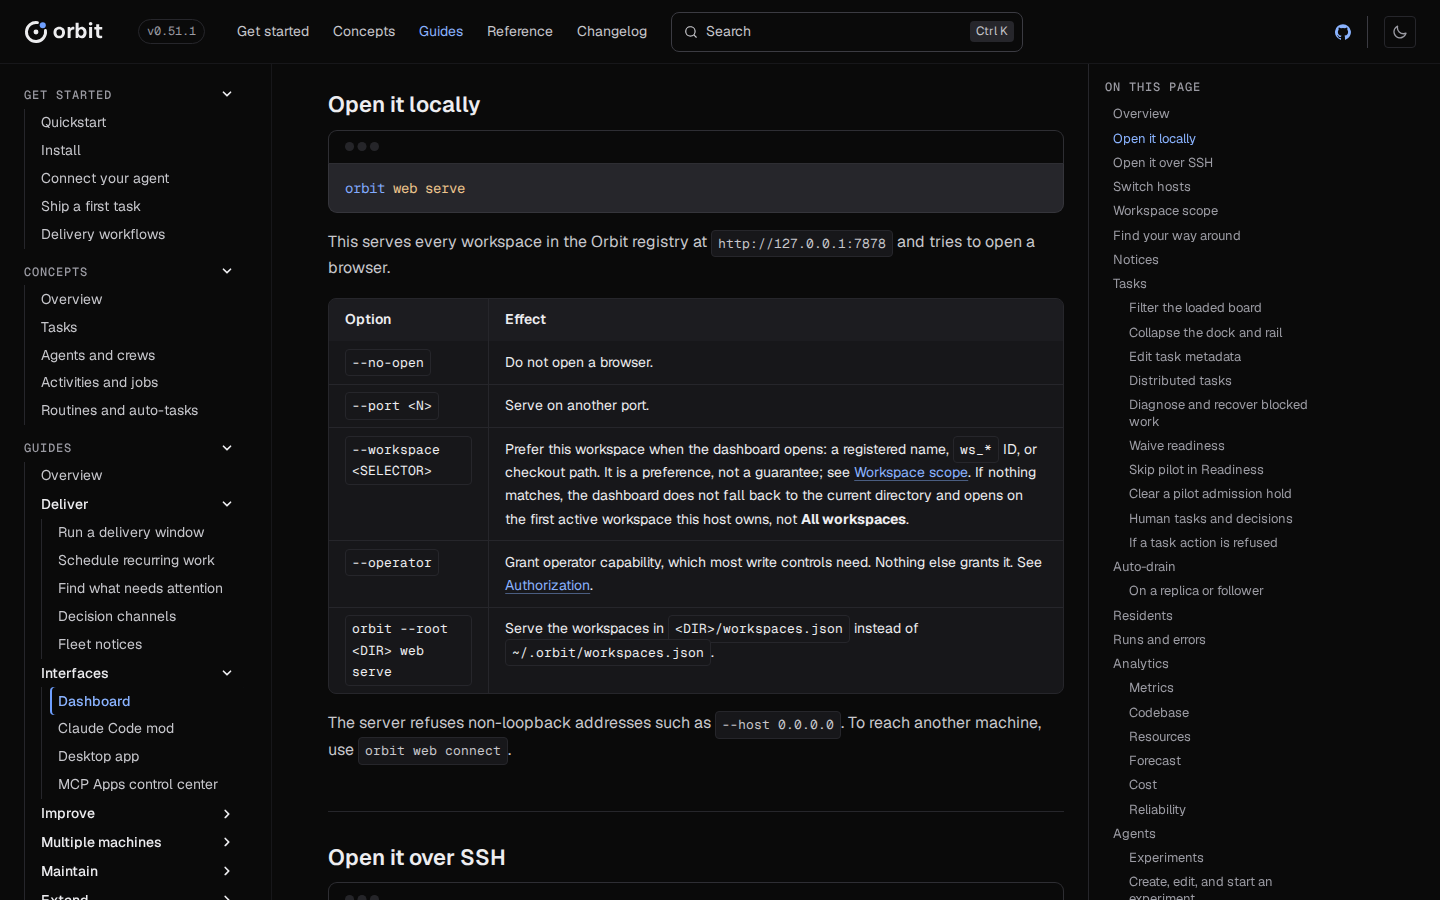 orbit
v0.51.1
Get started
Concepts
Guides
Reference
Changelog
Search
Ctrl K
GET STARTED
Quickstart
Install
Connect your agent
Ship a first task
Delivery workflows
CONCEPTS
Overview
Tasks
Agents and crews
Activities and jobs
Routines and auto-tasks
GUIDES
Overview
Deliver
Run a delivery window
Schedule recurring work
Find what needs attention
Decision channels
Fleet notices
Interfaces
Dashboard
Claude Code mod
Desktop app
MCP Apps control center
Improve
Multiple machines
Maintain
Extend
Open it locally
orbit web serve
This serves every workspace in the Orbit registry at http://127.0.0.1:7878 and tries to open a
browser.
Option
Effect
--no-open
Do not open a browser.
--port <N>
Serve on another port.
--workspace
<SELECTOR>
Prefer this workspace when the dashboard opens: a registered name, ws_* ID, or
checkout path. It is a preference, not a guarantee; see Workspace scope. If nothing
matches, the dashboard does not fall back to the current directory and opens on
the first active workspace this host owns, not All workspaces.
--operator
Grant operator capability, which most write controls need. Nothing else grants it. See
Authorization.
orbit --root
<DIR> web
serve
Serve the workspaces in <DIR>/workspaces.json instead of
~/.orbit/workspaces.json.
The server refuses non-loopback addresses such as --host 0.0.0.0. To reach another machine,
use orbit web connect.
Open it over SSH
ON THIS PAGE
Overview
Open it locally
Open it over SSH
Switch hosts
Workspace scope
Find your way around
Notices
Tasks
Filter the loaded board
Collapse the dock and rail
Edit task metadata
Distributed tasks
Diagnose and recover blocked
work
Waive readiness
Skip pilot in Readiness
Clear a pilot admission hold
Human tasks and decisions
If a task action is refused
Auto-drain
On a replica or follower
Residents
Runs and errors
Analytics
Metrics
Codebase
Resources
Forecast
Cost
Reliability
Agents
Experiments
Create, edit, and start an
experiment